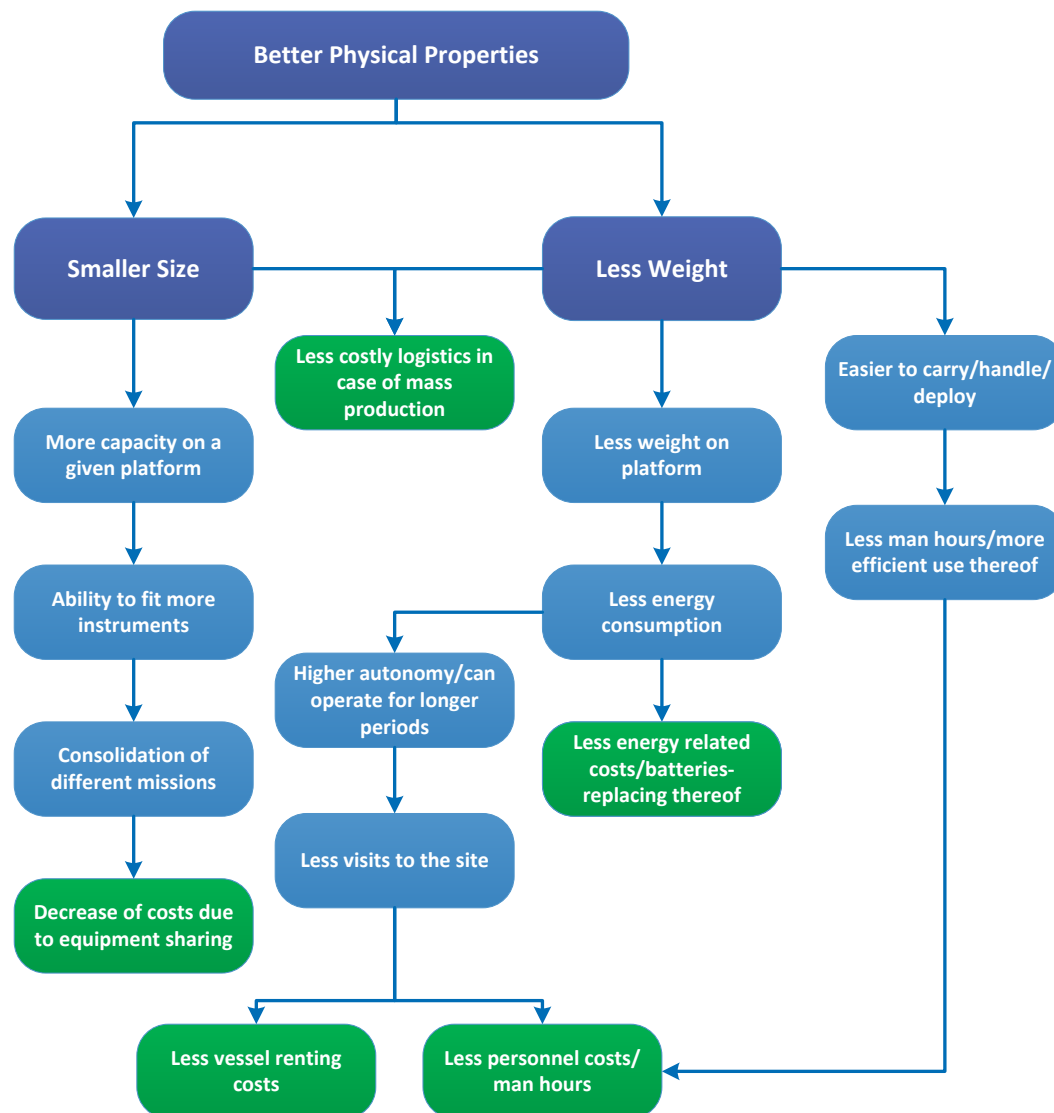 Better Physical Properties
Smaller Size
Less Weight
Less costly logistics in
case of mass
production
Easier to carry/handle/
deploy
More capacity on a
given platform
Less weight on
platform
Less man hours/more
efficient use thereof
Ability to fit more
instruments
Less energy
consumption
Higher autonomy/can
operate for longer
periods
Consolidation of
different missions
Less energy related
costs/batteries-
replacing thereof
Less visits to the site
Decrease of costs due
to equipment sharing
Less vessel renting
costs
Less personnel costs/
man hours